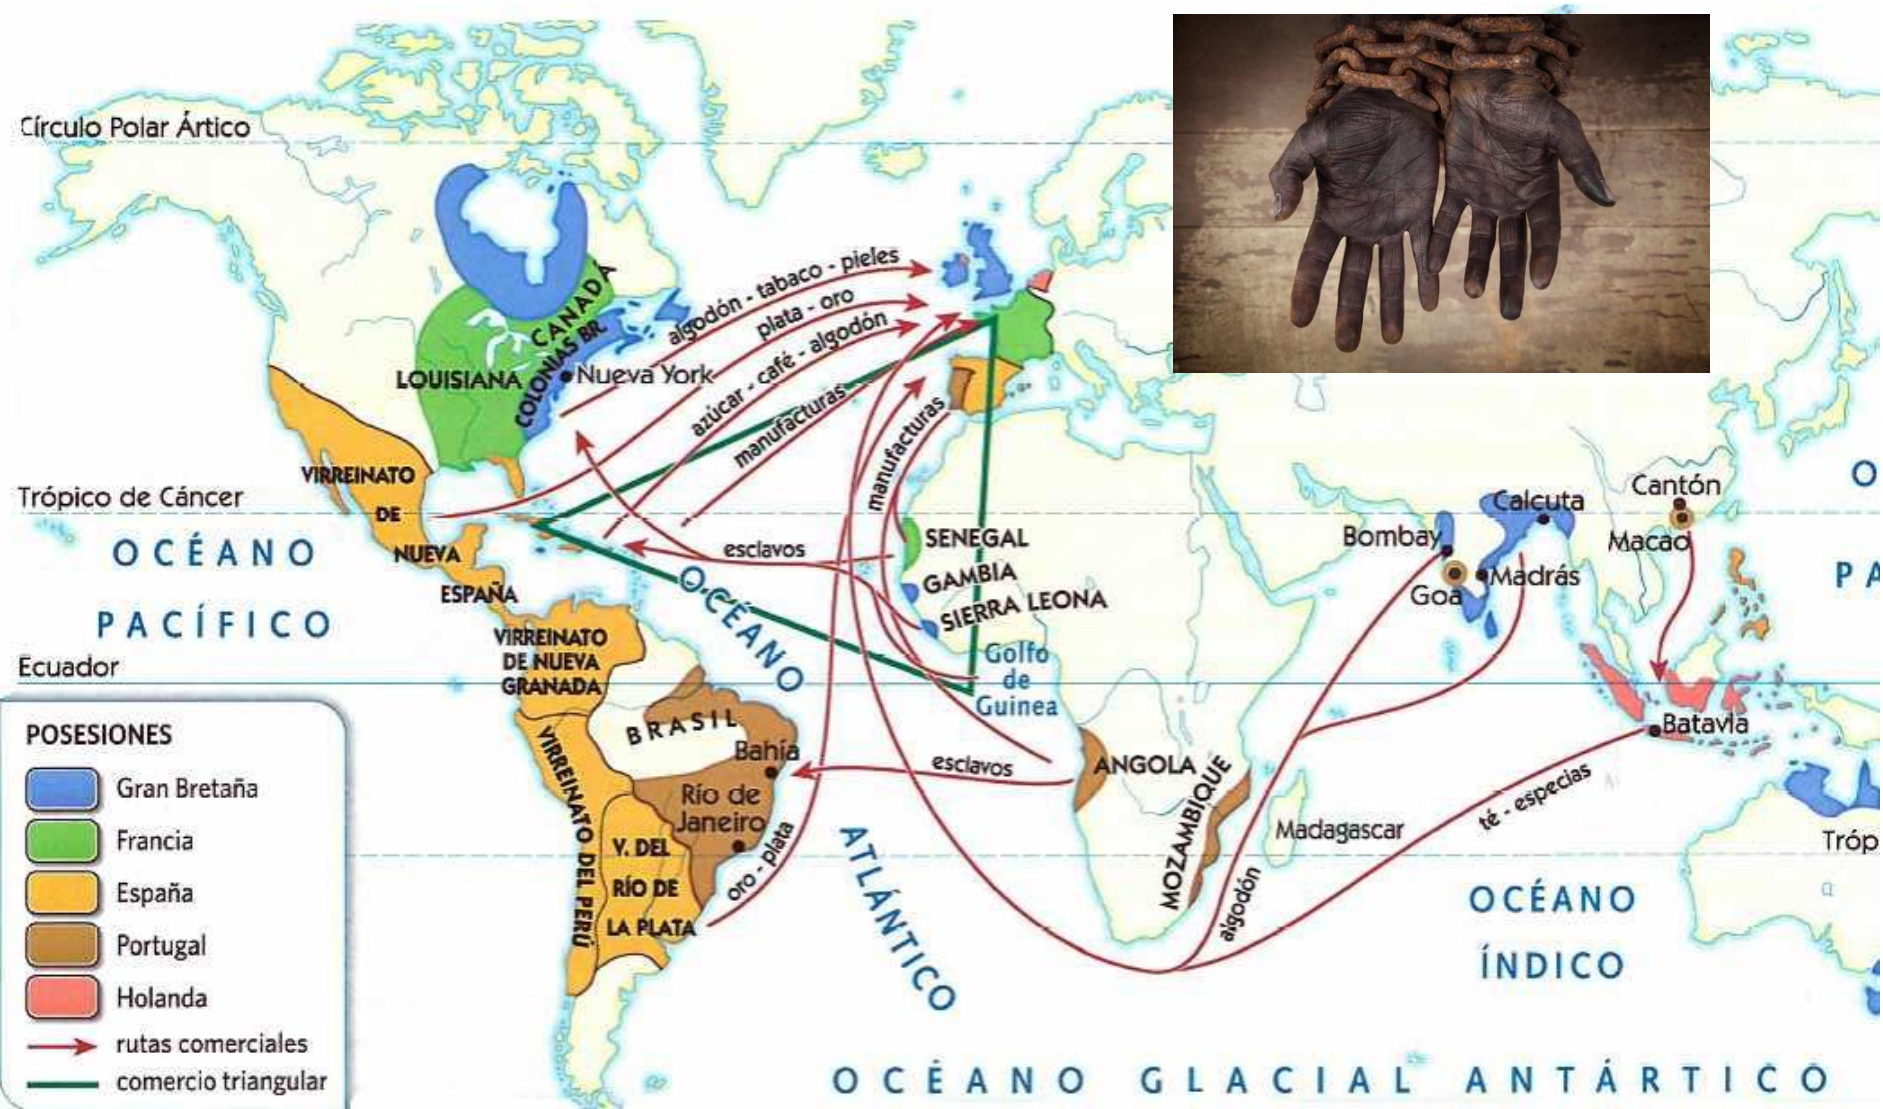 Círculo Polar Ártico
CANADÁ
COLONIAS BR.
LOUISIANA
Nueva York
algodón - tabaco - pieles
plata - oro
azúcar - café - algodón
manufacturas
manufacturas
VIRREINATO
DE
NUEVA
ESPAÑA
Trópico de Cáncer
OCÉANO
PACÍFICO
Ecuador
esclavos
OCÉANO
ATLÁNTICO
SENEGAL
GAMBIA
SIERRA LEONA
Golfo
de
Guinea
VIRREINATO
DE NUEVA
GRANADA
BRASIL
Bahía
Río de
Janeiro
VIRREINATO DEL PERÚ
V. DEL
RÍO DE
LA PLATA
oro - plata
esclavos
ANGOLA
MOZAMBIQUE
Madagascar
algodón
té - especias
Bombay
Goa
Calcuta
Madrás
Cantón
Macao
Batavia
O
PA
Tróp
OCÉANO
ÍNDICO
OCÉANO GLACIAL ANTÁRTICO
POSESIONES
Gran Bretaña
Francia
España
Portugal
Holanda
rutas comerciales
comercio triangular